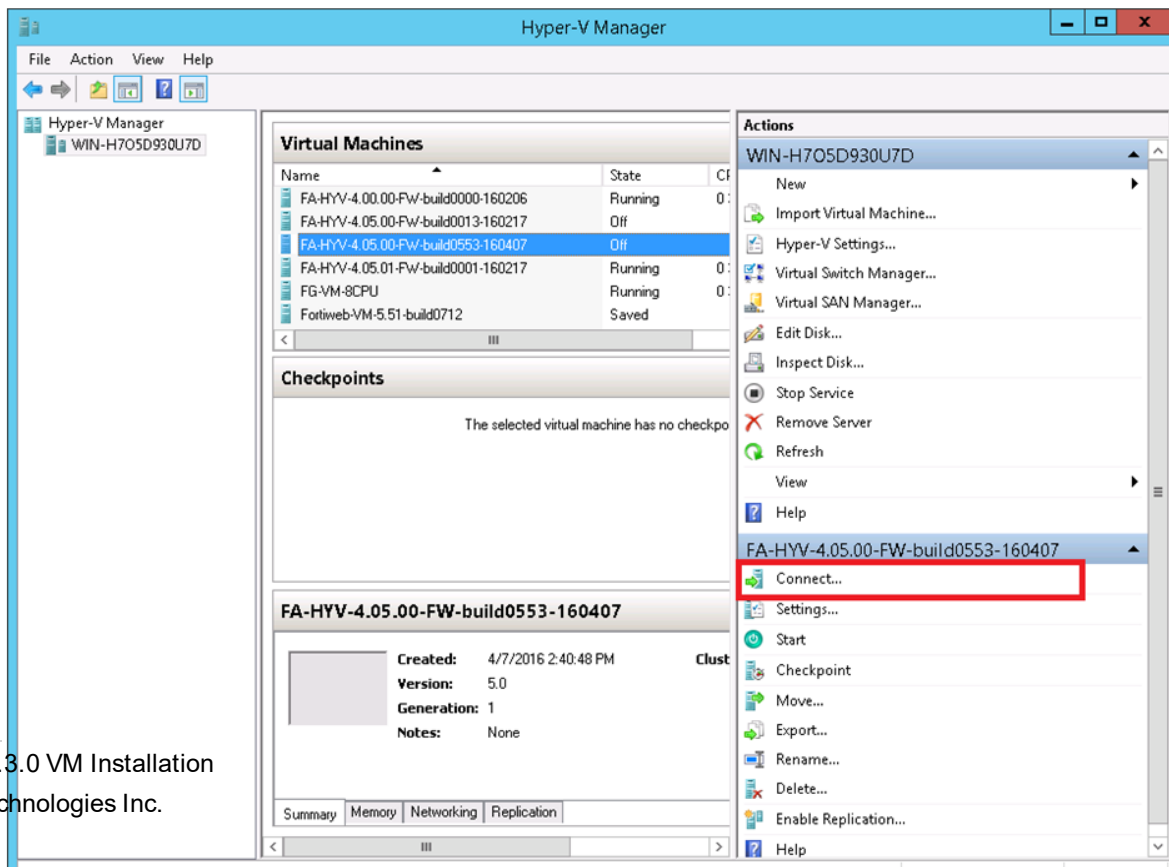 Hyper-V Manager
File Action View Help
Hyper-V Manager
WIN-H7O5D930U7D
Virtual Machines
Name State CP
FA-HYV-4.00.00-FW-build0000-160206 Running 0
FA-HYV-4.05.00-FW-build0013-160217 Off
FA-HYV-4.05.00-FW-build0553-160407 Off
FA-HYV-4.05.01-FW-build0001-160217 Running 0
FG-VM-8CPU Running 0
Fortiweb-VM-5.51-build0712 Saved
Checkpoints
The selected virtual machine has no checkpo
FA-HYV-4.05.00-FW-build0553-160407
Created: 4/7/2016 2:40:48 PM Clust
Version: 5.0
Generation: 1
Notes: None
Summary Memory Networking Replication
Actions
WIN-H7O5D930U7D
New
Import Virtual Machine...
Hyper-V Settings...
Virtual Switch Manager...
Virtual SAN Manager...
Edit Disk...
Inspect Disk...
Stop Service
Remove Server
Refresh
View
Help
FA-HYV-4.05.00-FW-build0553-160407
Connect...
Settings...
Start
Checkpoint
Move...
Export...
Rename...
Delete...
Enable Replication...
Help
.3.0 VM Installation
chnologies Inc.